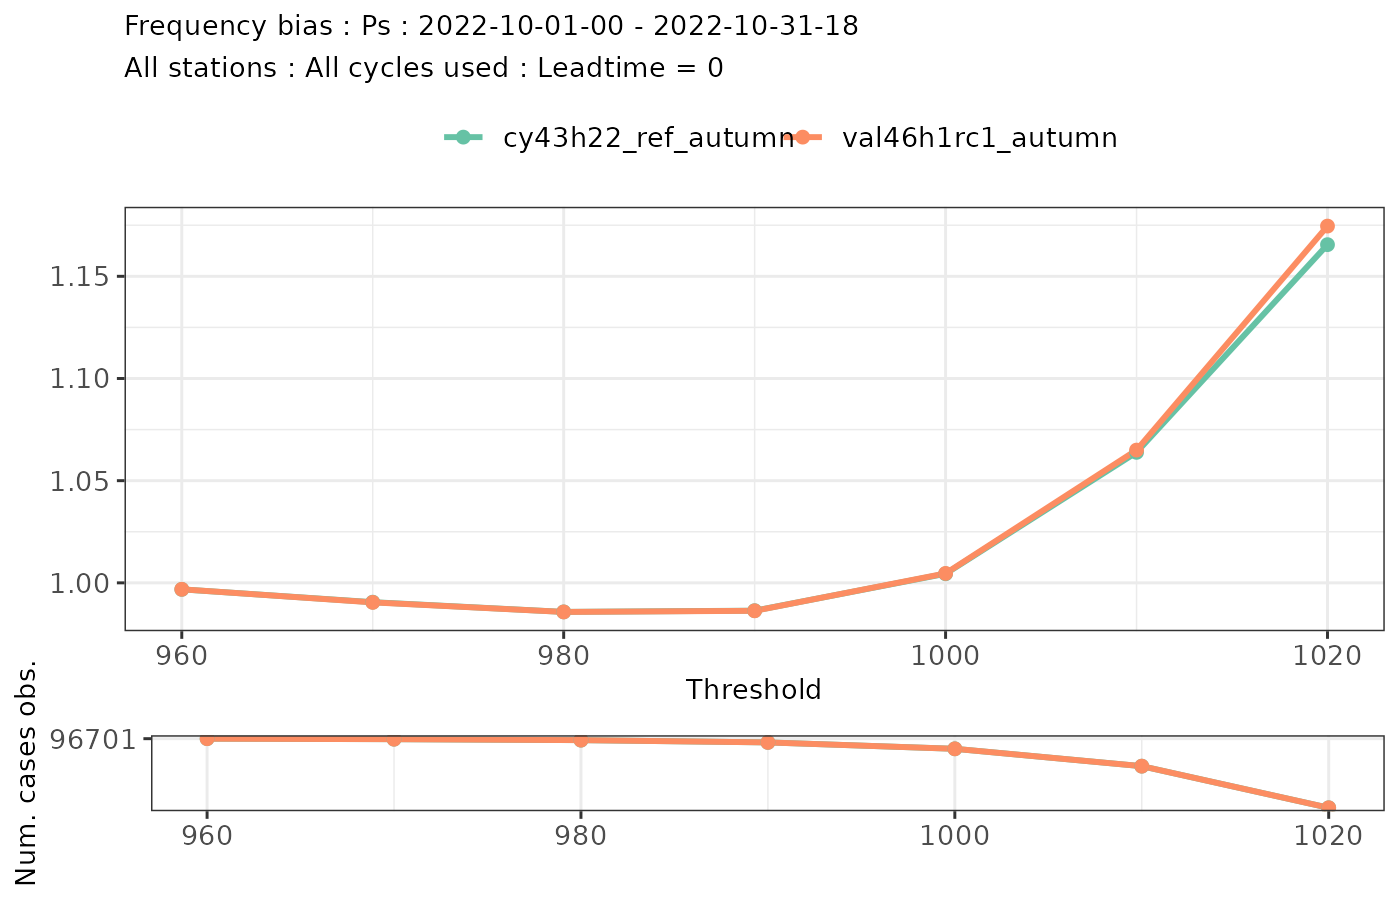 Frequency bias : Ps : 2022-10-01-00 - 2022-10-31-18
All stations : All cycles used : Leadtime = 0
cy43h22_ref_autumn val46h1rc1_autumn
1.15
1.10
1.05
1.00
960 980 1000 1020
Threshold
Num. cases obs.
96701
960 980 1000 1020